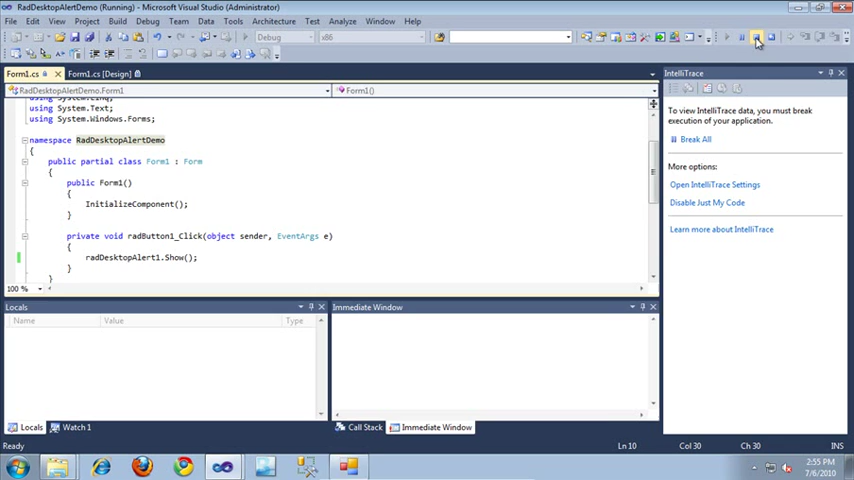 RadDesktopAlertDemo (Running) - Microsoft Visual Studio (Administrator)
File Edit View Project Build Debug Team Data Tools Architecture Test Analyze Window Help
Debug x86
Form1.cs Form1.cs [Design]
RadDesktopAlertDemo.Form1 Form1()
using System.Linq;
using System.Text;
using System.Windows.Forms;
namespace RadDesktopAlertDemo
{
public partial class Form1 : Form
{
public Form1()
{
InitializeComponent();
}
private void radButton1_Click(object sender, EventArgs e)
{
radDesktopAlert1.Show();
}
}
100 %
IntelliTrace
To view IntelliTrace data, you must break
execution of your application.
Break All
More options:
Open IntelliTrace Settings
Disable Just My Code
Learn more about IntelliTrace
Locals
Name Value Type
Immediate Window
Locals Watch 1
Call Stack Immediate Window
Ready Ln 10 Col 30 Ch 30 INS
2:55 PM
7/6/2010